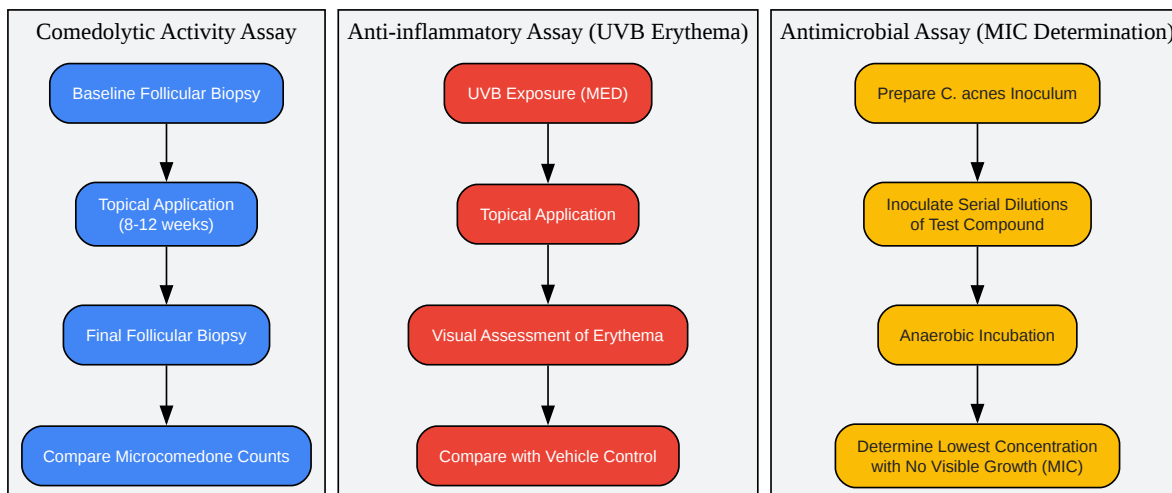 Comedolytic Activity Assay
Baseline Follicular Biopsy
Topical Application
(8-12 weeks)
Final Follicular Biopsy
Compare Microcomedone Counts
Anti-inflammatory Assay (UVB Erythema)
UVB Exposure (MED)
Topical Application
Visual Assessment of Erythema
Compare with Vehicle Control
Antimicrobial Assay (MIC Determination)
Prepare C. acnes Inoculum
Inoculate Serial Dilutions
of Test Compound
Anaerobic Incubation
Determine Lowest Concentration
with No Visible Growth (MIC)